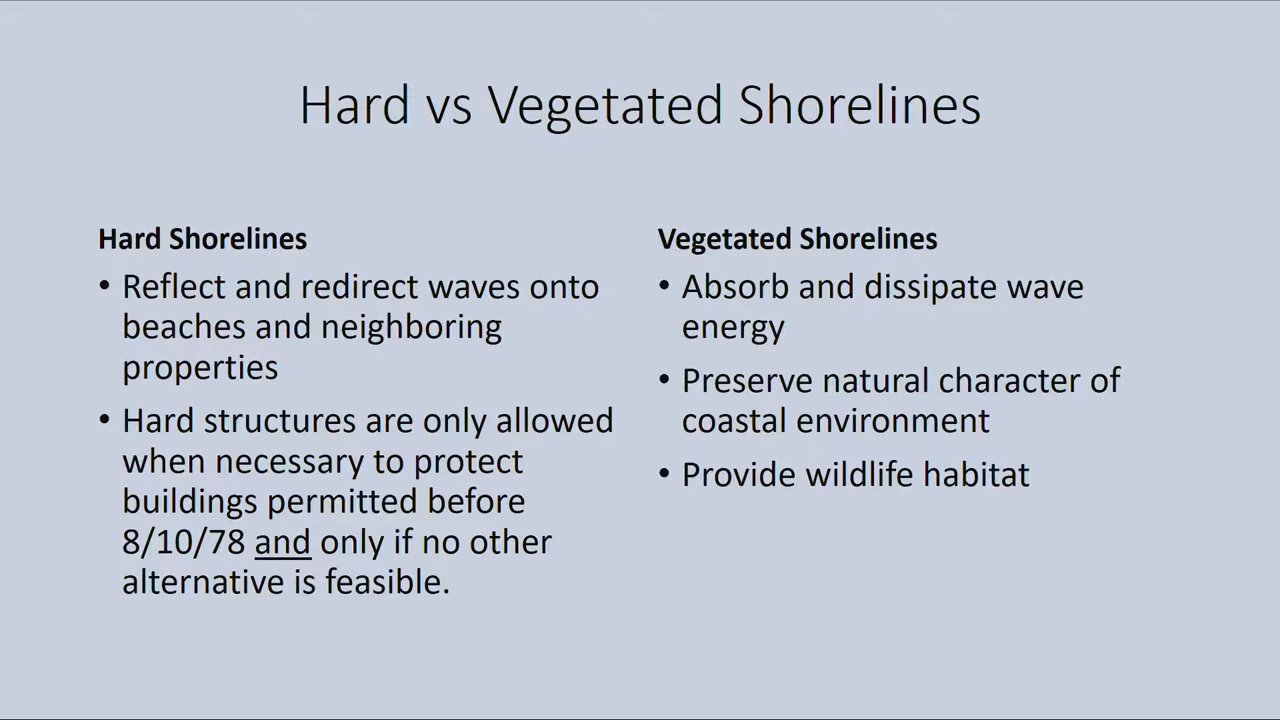 Hard vs Vegetated Shorelines
Hard Shorelines
• Reflect and redirect waves onto
beaches and neighboring
properties
• Hard structures are only allowed
when necessary to protect
buildings permitted before
8/10/78 and only if no other
alternative is feasible.
Vegetated Shorelines
• Absorb and dissipate wave
energy
• Preserve natural character of
coastal environment
• Provide wildlife habitat